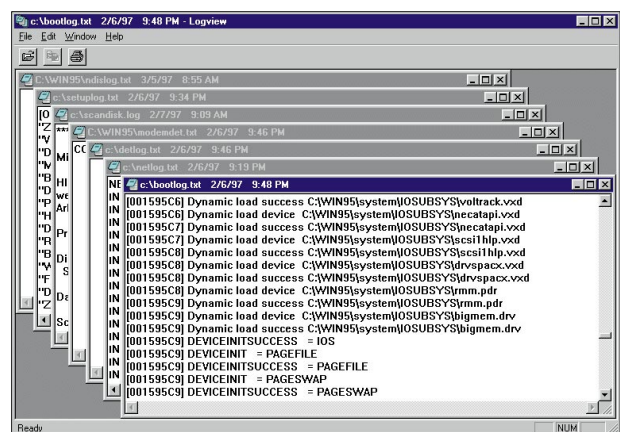 c:\bootlog.txt 2/6/97 9:48 PM - Logview
File Edit Window Help
C:\WIN95\ndislog.txt 3/5/97 8:55 AM
c:\setuplog.txt 2/6/97 9:34 PM
c:\scandisk.log 2/7/97 9:09 AM
C:\WIN95\modemdet.txt 2/6/97 9:46 PM
c:\detlog.txt 2/6/97 9:46 PM
c:\netlog.txt 2/6/97 9:19 PM
c:\bootlog.txt 2/6/97 9:48 PM
[001595C6] Dynamic load success C:\WIN95\system\IOSUBSYS\voltrack.vxd
[001595C6] Dynamic load device C:\WIN95\system\IOSUBSYS\necatapi.vxd
[001595C7] Dynamic load success C:\WIN95\system\IOSUBSYS\necatapi.vxd
[001595C7] Dynamic load device C:\WIN95\system\IOSUBSYS\scsi1hlp.vxd
[001595C8] Dynamic load success C:\WIN95\system\IOSUBSYS\scsi1hlp.vxd
[001595C8] Dynamic load device C:\WIN95\system\IOSUBSYS\drvspacx.vxd
[001595C8] Dynamic load success C:\WIN95\system\IOSUBSYS\drvspacx.vxd
[001595C8] Dynamic load device C:\WIN95\system\IOSUBSYS\rmm.pdr
[001595C9] Dynamic load success C:\WIN95\system\IOSUBSYS\rmm.pdr
[001595C9] Dynamic load device C:\WIN95\system\IOSUBSYS\bigmem.drv
[001595C9] Dynamic load success C:\WIN95\system\IOSUBSYS\bigmem.drv
[001595C9] DEVICEINITSUCCESS = IOS
[001595C9] DEVICEINIT = PAGEFILE
[001595C9] DEVICEINITSUCCESS = PAGEFILE
[001595C9] DEVICEINIT = PAGESWAP
[001595C9] DEVICEINITSUCCESS = PAGESWAP
Ready NUM